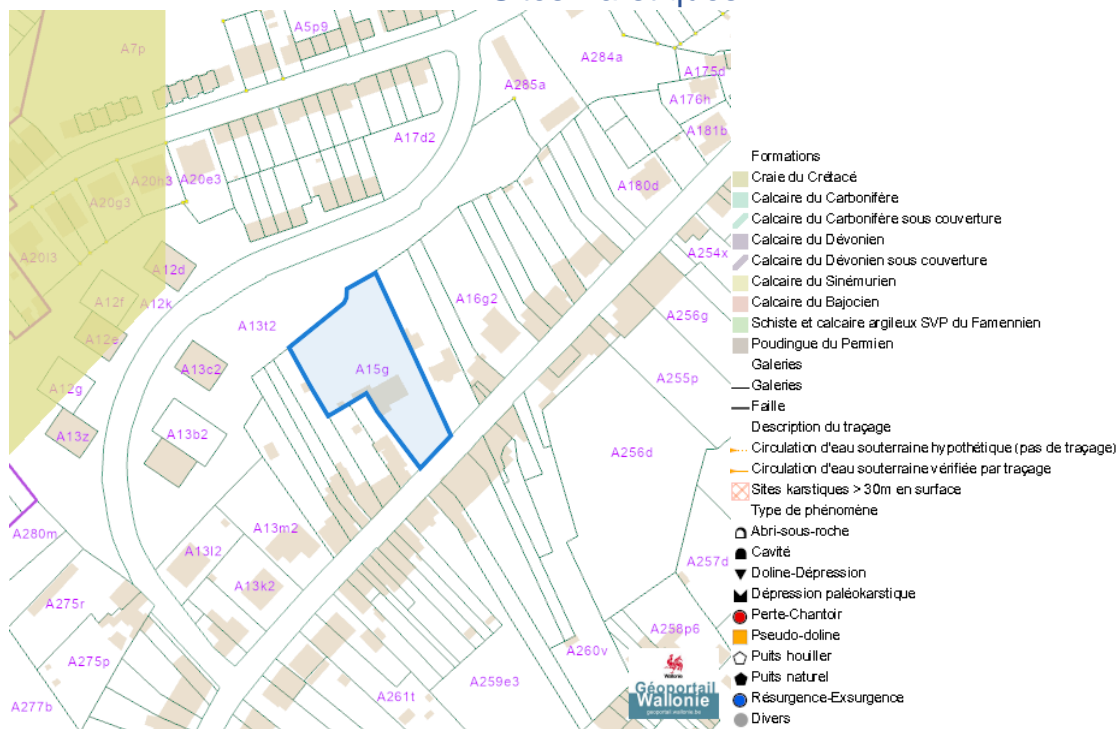 A7p
A5p9
A284a
A285a
A175d
A176h
A181b
A17d2
A20h3
A20e3
A180d
A20g3
A254x
A20l3
A12d
A12f
A12k
A16g2
A256g
A13t2
A12e
A255p
A13c2
A15g
A12g
A13z
A13b2
A256d
A280m
A13m2
A13l2
A257d
A13k2
A275r
A258p6
A275p
A260v
A259e3
A261t
A277b
Wallonie
Géoportail
Wallonie
geoportail.wallonie.be
Formations
Craie du Crétacé
Calcaire du Carbonifère
Calcaire du Carbonifère sous couverture
Calcaire du Dévonien
Calcaire du Dévonien sous couverture
Calcaire du Sinémurien
Calcaire du Bajocien
Schiste et calcaire argileux SVP du Famennien
Poudingue du Permien
Galeries
Galeries
Faille
Description du traçage
Circulation d'eau souterraine hypothétique (pas de traçage)
Circulation d'eau souterraine vérifiée par traçage
Sites karstiques > 30m en surface
Type de phénomène
Abri-sous-roche
Cavité
Doline-Dépression
Dépression paléokarstique
Perte-Chantoir
Pseudo-doline
Puits houiller
Puits naturel
Résurgence-Exsurgence
Divers